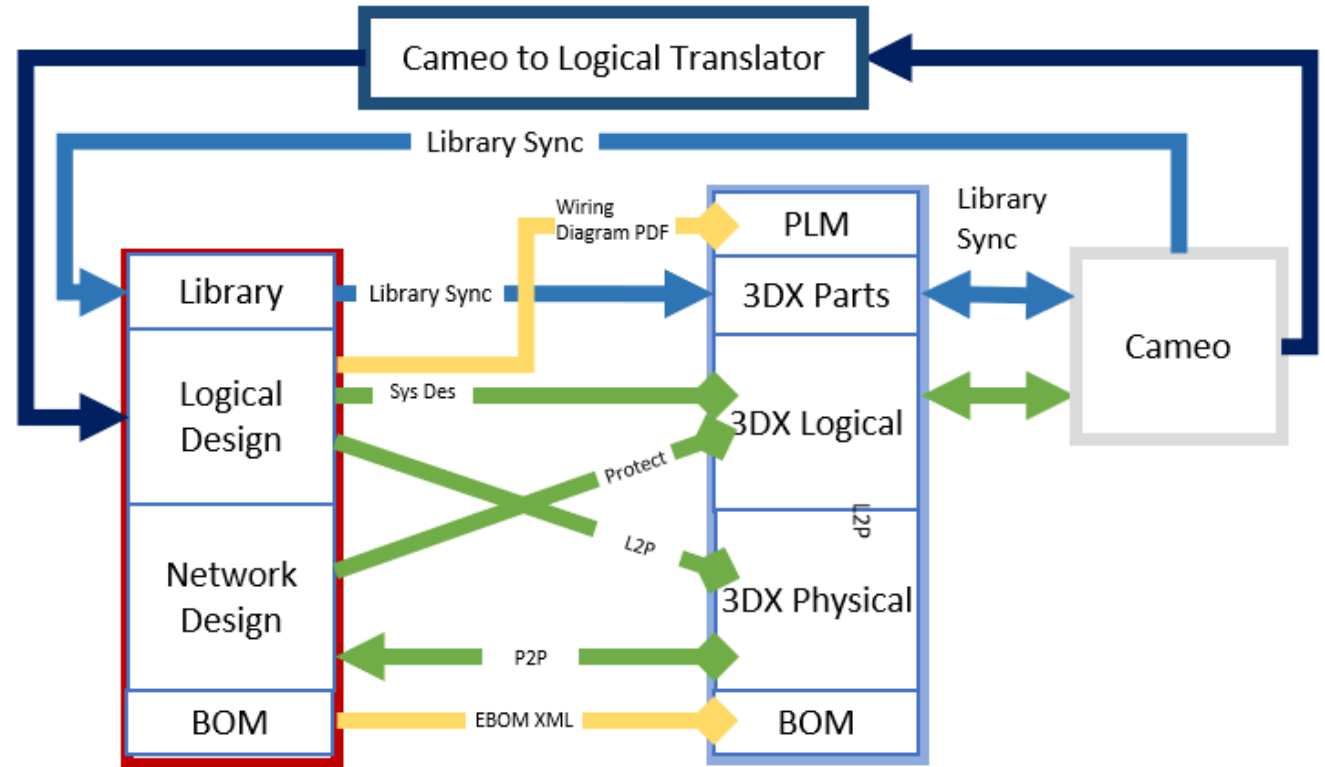 Cameo to Logical Translator
Library Sync
Wiring
Diagram PDF
PLM
Library
Sync
Library
Library Sync
3DX Parts
Cameo
Logical
Design
Sys Des
3DX Logical
Protect
L2P
L2P
Network
Design
3DX Physical
P2P
BOM
EBOM XML
BOM